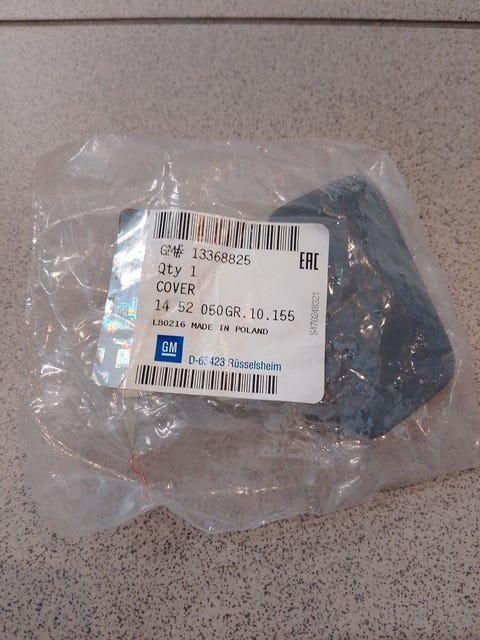 GM# 13368825
Qty 1
COVER
14 52 050GR.10.155
LB0216 MADE IN POLAND
GM
D-65423 Rüsselsheim
EAC
S470248321